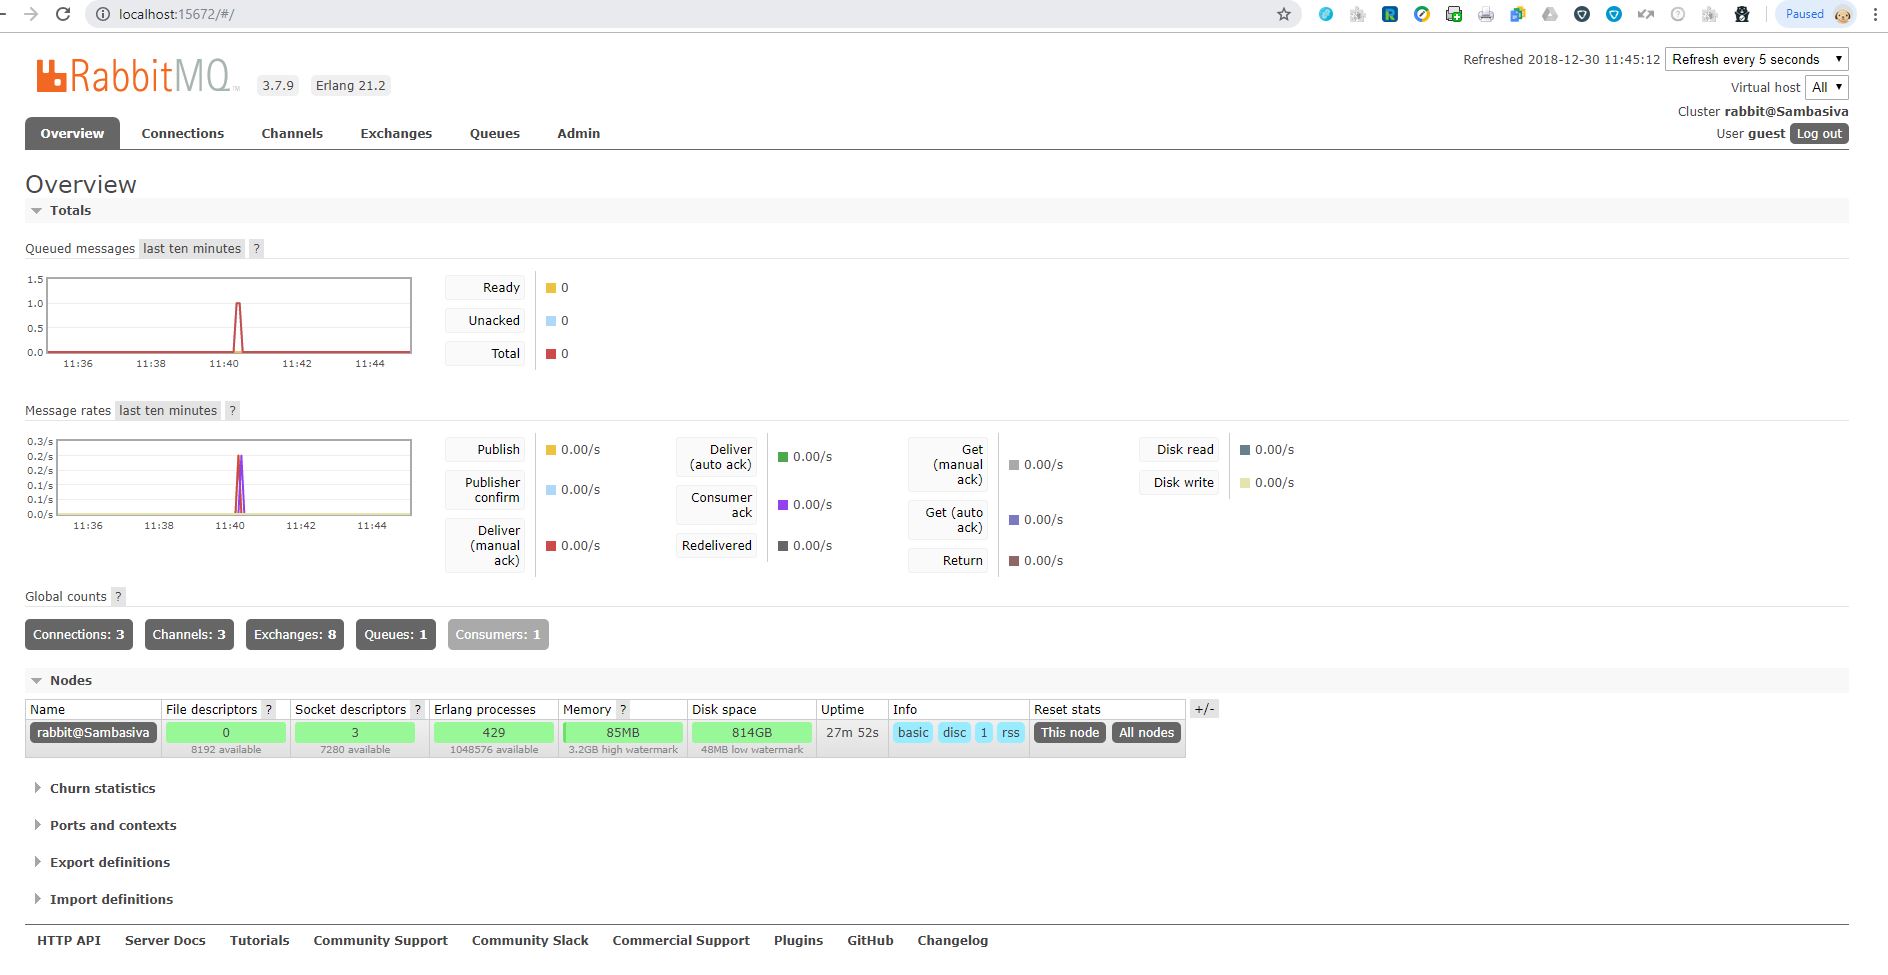 localhost:15672/#/
Paused
RabbitMQ TM 3.7.9 Erlang 21.2
Refreshed 2018-12-30 11:45:12 Refresh every 5 seconds
Virtual host All
Cluster rabbit@Sambasiva
User guest Log out
Overview Connections Channels Exchanges Queues Admin
Overview
Totals
Queued messages last ten minutes ?
1.5
1.0
0.5
0.0
11:36 11:38 11:40 11:42 11:44
Ready 0
Unacked 0
Total 0
Message rates last ten minutes ?
0.3/s
0.2/s
0.2/s
0.1/s
0.1/s
0.0/s
11:36 11:38 11:40 11:42 11:44
Publish 0.00/s
Publisher
confirm 0.00/s
Deliver
(manual
ack) 0.00/s
Deliver
(auto ack) 0.00/s
Consumer
ack 0.00/s
Redelivered 0.00/s
Get
(manual
ack) 0.00/s
Get (auto
ack) 0.00/s
Return 0.00/s
Disk read 0.00/s
Disk write 0.00/s
Global counts ?
Connections: 3 Channels: 3 Exchanges: 8 Queues: 1 Consumers: 1
Nodes
Name File descriptors ? Socket descriptors ? Erlang processes Memory ? Disk space Uptime Info Reset stats +/-
rabbit@Sambasiva 0 3 429 85MB 814GB 27m 52s basic disc 1 rss This node All nodes
8192 available 7280 available 1048576 available 3.2GB high watermark 48MB low watermark
Churn statistics
Ports and contexts
Export definitions
Import definitions
HTTP API Server Docs Tutorials Community Support Community Slack Commercial Support Plugins GitHub Changelog